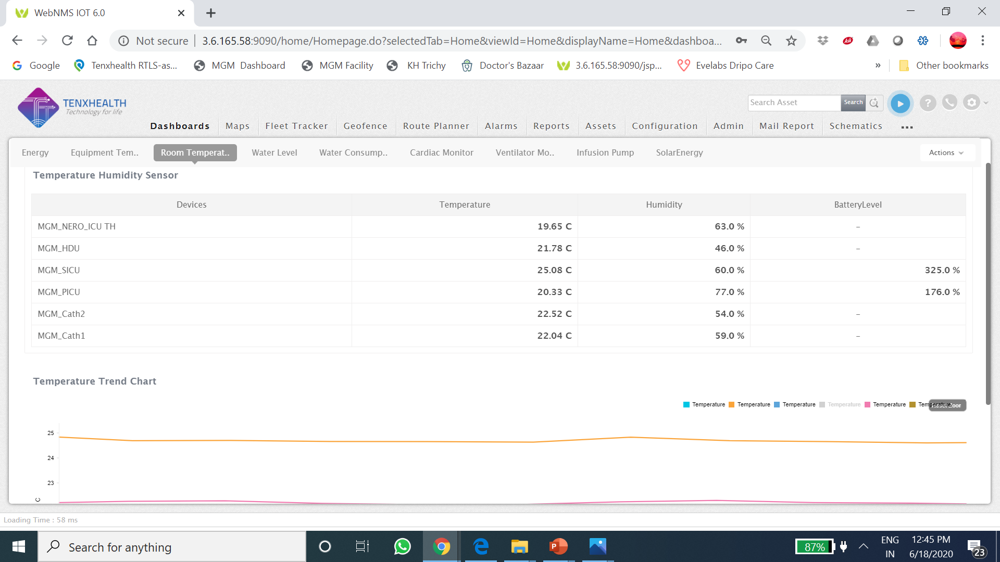 WebNMS IOT 6.0
Not secure
3.6.165.58:9090/home/Homepage.do?selectedTab=Home&viewId=Home&displayName=Home&dashboa...
Ask
Google
Tenxhealth RTLS-as...
MGM Dashboard
MGM Facility
KH Trichy
Doctor's Bazaar
3.6.165.58:9090/jsp...
Evelabs Dripo Care
»
Other bookmarks
TENXHEALTH
Technology for life
Search Asset
Search
Dashboards
Maps
Fleet Tracker
Geofence
Route Planner
Alarms
Reports
Assets
Configuration
Admin
Mail Report
Schematics
Energy
Equipment Tem..
Room Temperat..
Water Level
Water Consump..
Cardiac Monitor
Ventilator Mo..
Infusion Pump
SolarEnergy
Actions
Temperature Humidity Sensor
Devices Temperature Humidity BatteryLevel
MGM_NERO_ICU TH 19.65 C 63.0 % –
MGM_HDU 21.78 C 46.0 % –
MGM_SICU 25.08 C 60.0 % 325.0 %
MGM_PICU 20.33 C 77.0 % 176.0 %
MGM_Cath2 22.52 C 54.0 % –
MGM_Cath1 22.04 C 59.0 % –
Temperature Trend Chart
Temperature Temperature Temperature Temperature Temperature Temperature
25
24
23
C
Loading Time : 58 ms
Search for anything
87%
ENG
IN
12:45 PM
6/18/2020
23